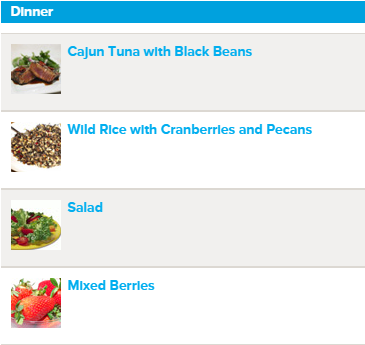 Dinner
Cajun Tuna with Black Beans
Wild Rice with Cranberries and Pecans
Salad
Mixed Berries